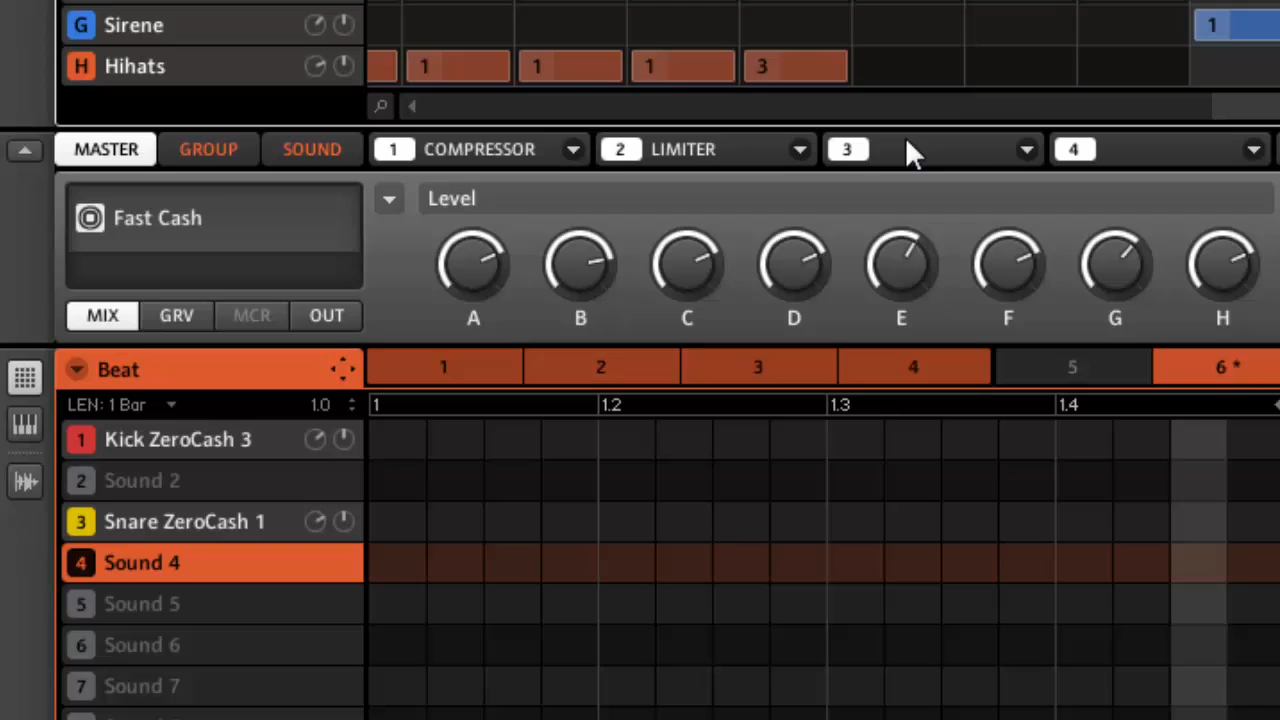 G Sirene 1
H Hihats 1 1 1 3
MASTER GROUP SOUND 1 COMPRESSOR 2 LIMITER 3 4
Fast Cash Level
A B C D E F G H
MIX GRV MCR OUT
Beat 1 2 3 4 5 6 *
LEN: 1 Bar 1.0 1 1.2 1.3 1.4
1 Kick ZeroCash 3
2 Sound 2
3 Snare ZeroCash 1
4 Sound 4
5 Sound 5
6 Sound 6
7 Sound 7